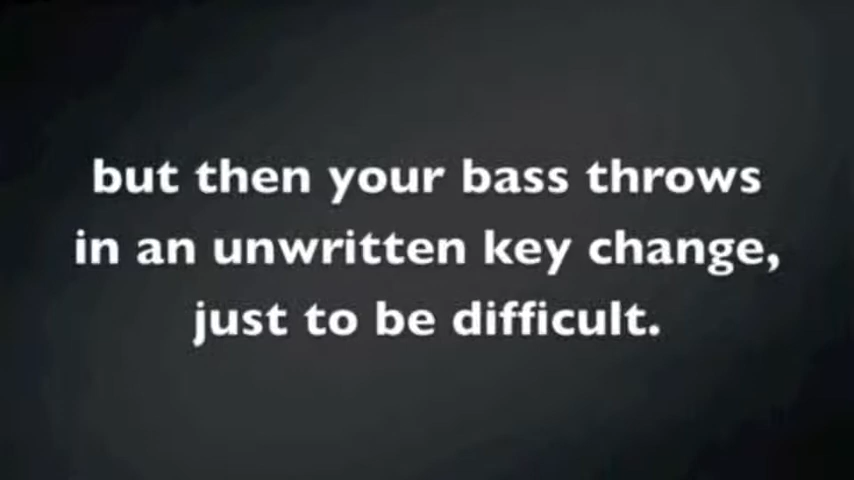 but then your bass throws
in an unwritten key change,
just to be difficult.